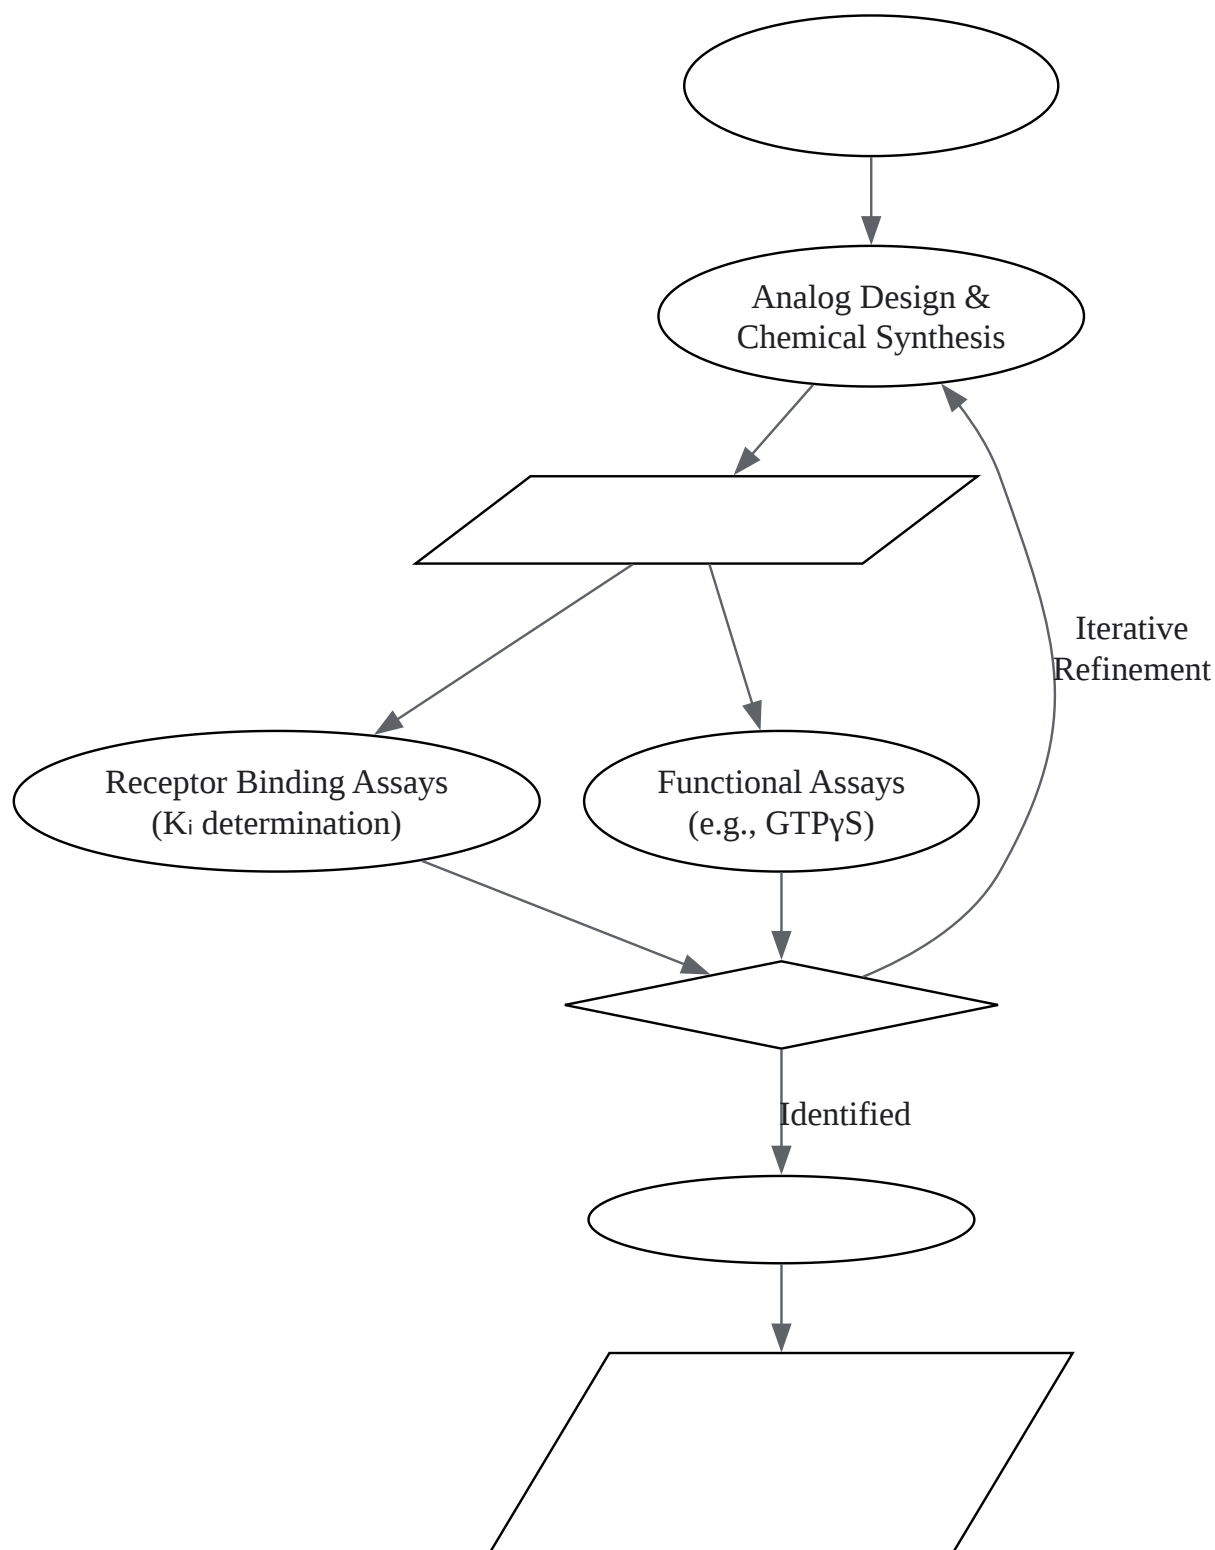 Analog Design &
Chemical Synthesis
Iterative
Refinement
Receptor Binding Assays
(Kᵢ determination)
Functional Assays
(e.g., GTPγS)
Identified